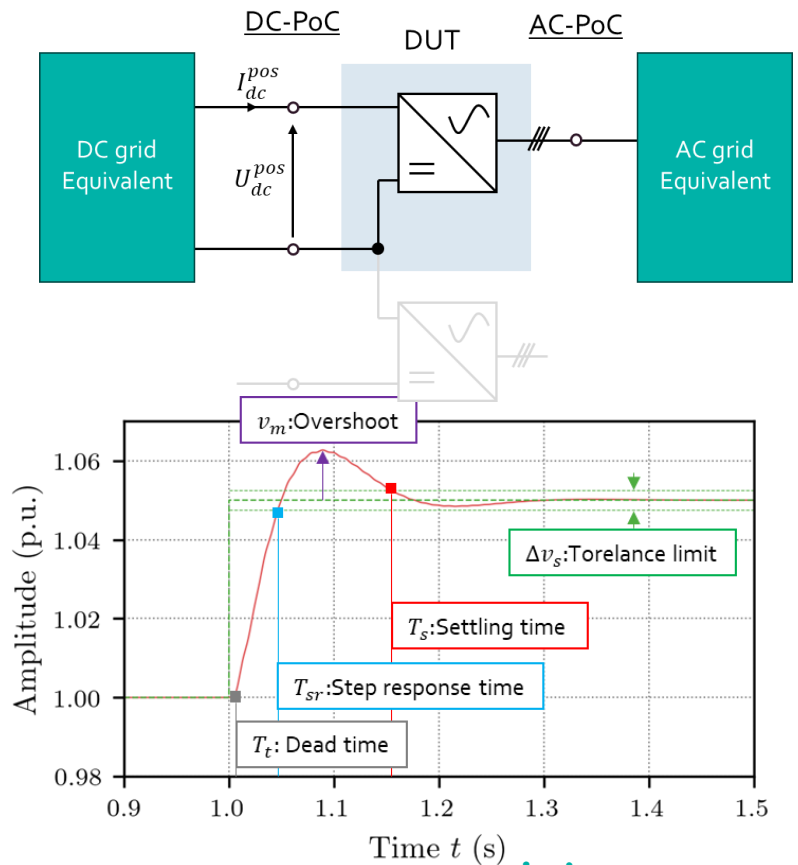 DC-PoC
DUT
AC-PoC
I_dc^pos
U_dc^pos
DC grid
Equivalent
AC grid
Equivalent
v_m:Overshoot
Δv_s:Torelance limit
T_s:Settling time
T_sr:Step response time
T_t: Dead time
Amplitude (p.u.)
1.06
1.04
1.02
1.00
0.98
0.9
1.0
1.1
1.2
1.3
1.4
1.5
Time t (s)